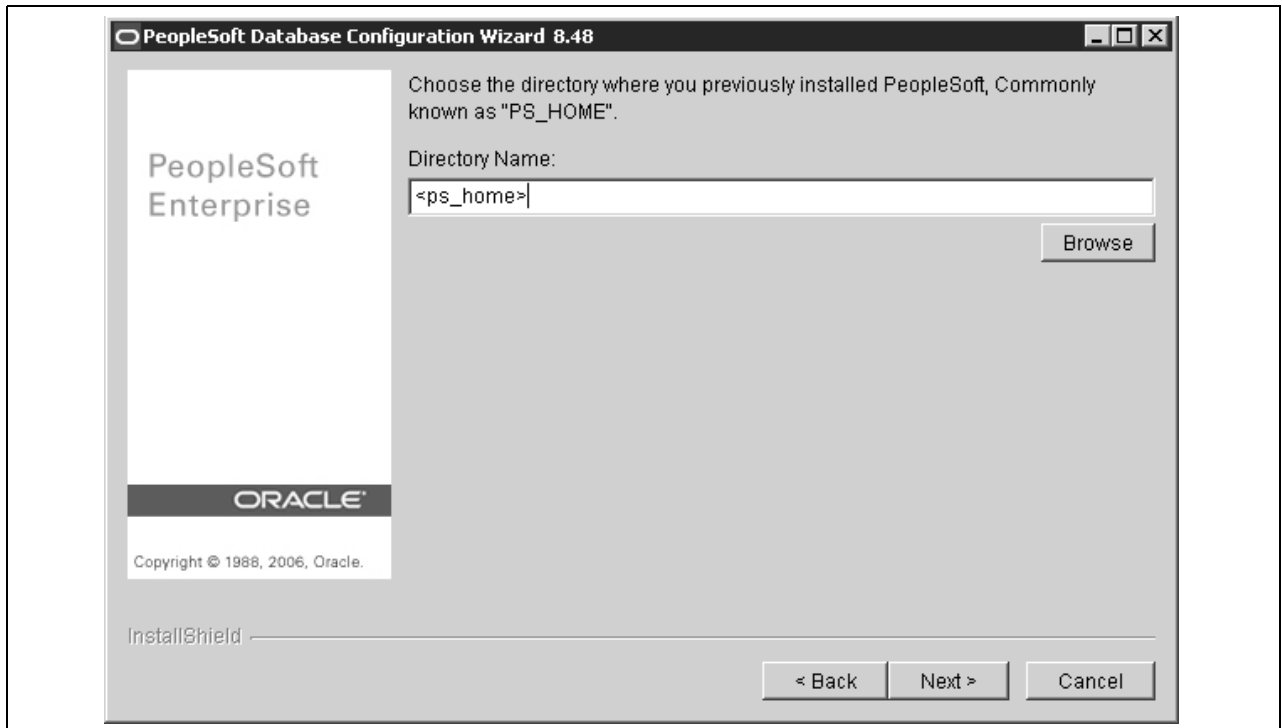 PeopleSoft Database Configuration Wizard 8.48
Choose the directory where you previously installed PeopleSoft, Commonly
known as "PS_HOME".
Directory Name:
<ps_home>
Browse
PeopleSoft
Enterprise
ORACLE
Copyright © 1988, 2006, Oracle.
InstallShield
< Back
Next >
Cancel